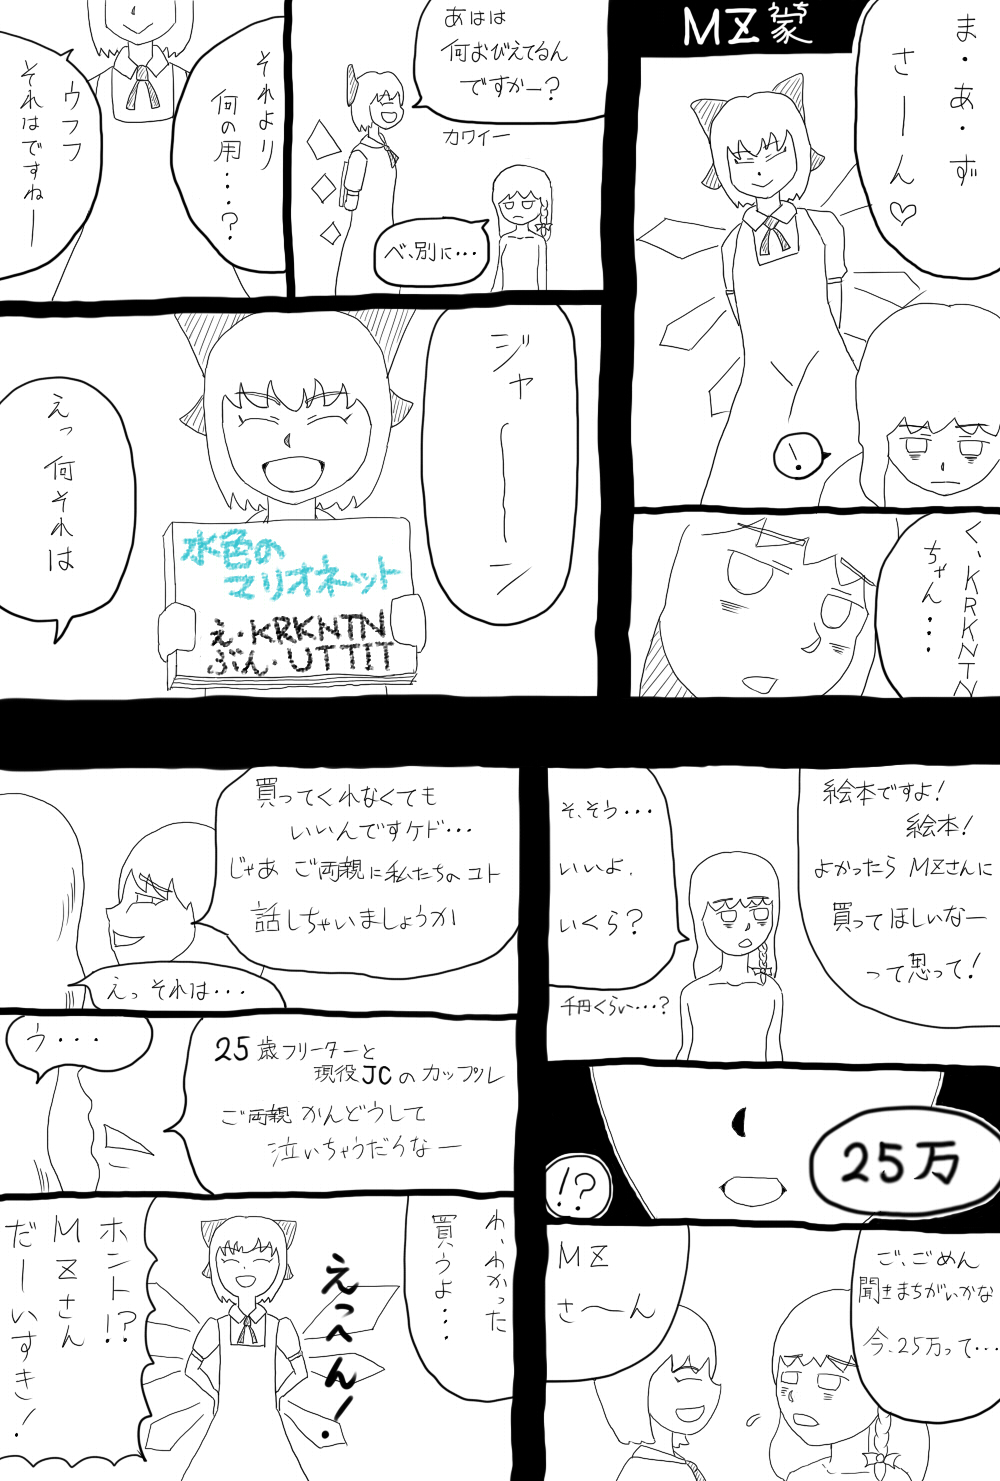 MZ家
ま・あ・ず
さーん♡
！
く、KRKNTN
ちゃん・・・
あはは
何おびえてるん
ですかー？
カワイー
べ、別に・・・
それより
何の用・・・？
ウフフ
それはですねー
ジャーーン
水色の
マリオネット
え・KRKNTN
ぶん・UTTIT
えっ何それは
絵本ですよ！
絵本！
よかったら MZさんに
買ってほしいなー
って思って！
そ、そう・・・
いいよ．
いくら？
千円くらい・・・？
25万
！？
ご、ごめん
聞きまちがいかな
今、25万って・・・
MZ
さ〜ん
買ってくれなくても
いいんですケド・・・
じゃあ ご両親に私たちのコト
話しちゃいましょうか
えっ それは・・・
25歳フリーターと
現役JCのカップル
ご両親 かんどうして
泣いちゃうだろなー
う・・・
わ、わかった
買うよ・・・
えっへん！
ホント！？
MZさん
だーいすき！